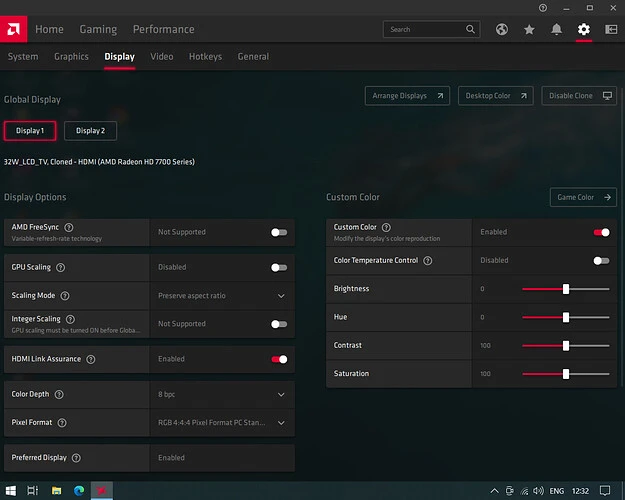 Home Gaming Performance Search
System Graphics Display Video Hotkeys General
Global Display Arrange Displays Desktop Color Disable Clone
Display 1 Display 2
32W_LCD_TV, Cloned - HDMI (AMD Radeon HD 7700 Series)
Display Options
AMD FreeSync
Variable-refresh-rate technology
Not Supported
GPU Scaling Disabled
Scaling Mode Preserve aspect ratio
Integer Scaling
GPU scaling must be turned ON before Globa...
Not Supported
HDMI Link Assurance Enabled
Color Depth 8 bpc
Pixel Format RGB 4:4:4 Pixel Format PC Stan...
Preferred Display Enabled
Custom Color Game Color
Custom Color
Modify the display's color reproduction
Enabled
Color Temperature Control Disabled
Brightness 0
Hue 0
Contrast 100
Saturation 100
ENG 12:32